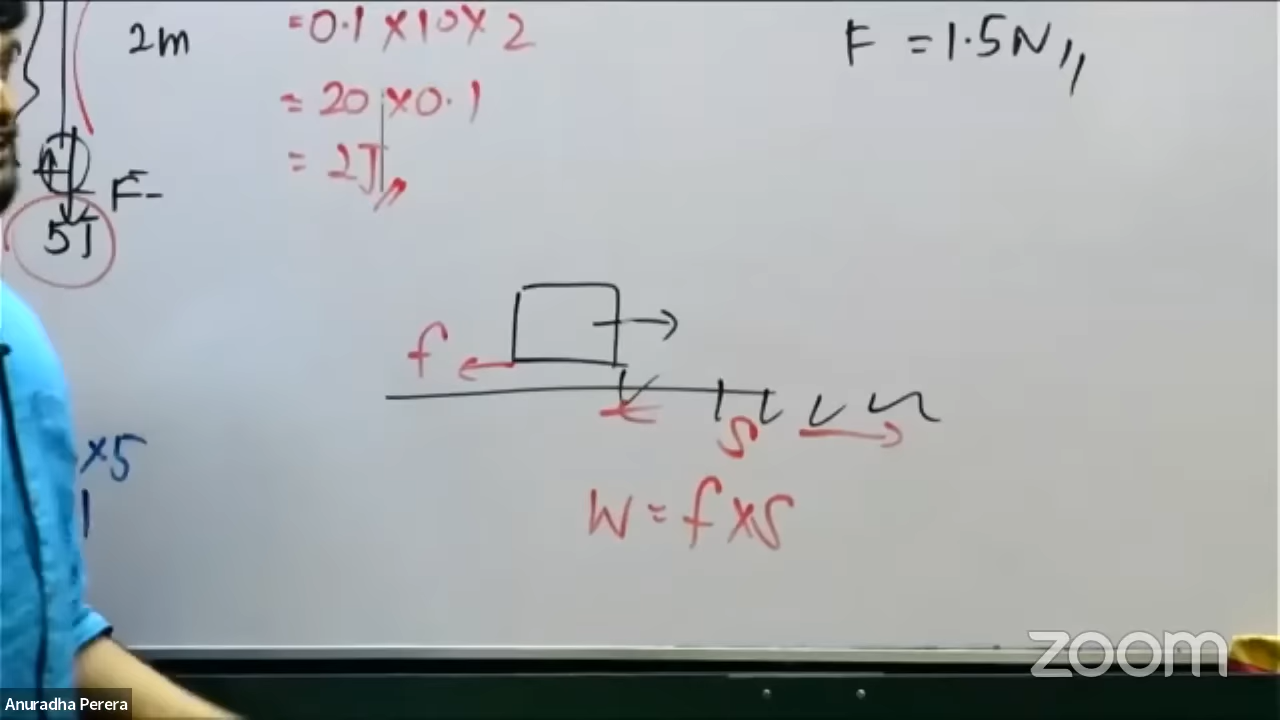 2m
=0.1 X 10 X 2
= 20 X 0.1
= 2J
F = 1.5N
F
5J
f
S
X5
W = f X S
zoom
Anuradha Perera